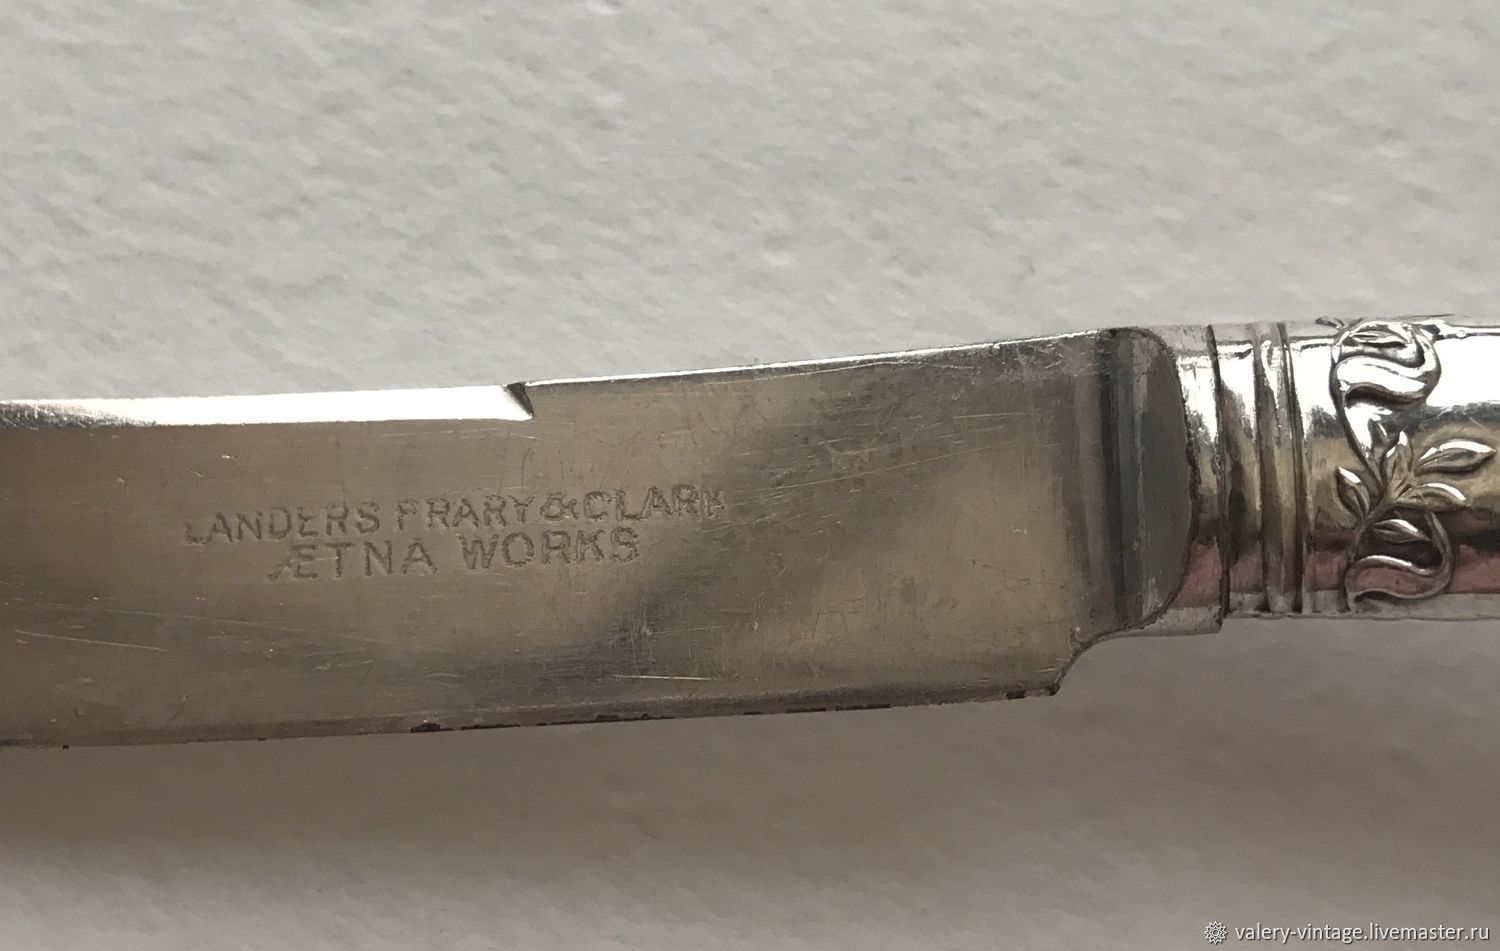 LANDERS FRARY & CLARK
ÆTNA WORKS
valery-vintage.livemaster.ru